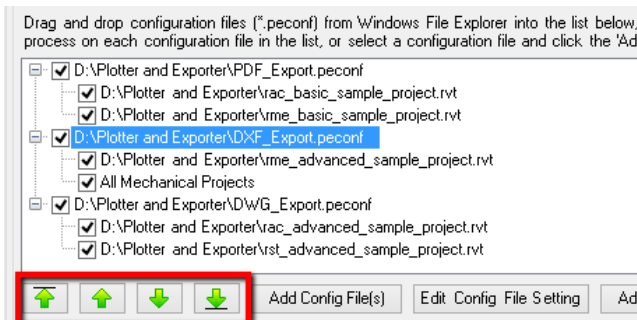 Drag and drop configuration files (*.peconf) from Windows File Explorer into the list below,
process on each configuration file in the list, or select a configuration file and click the 'Ad
D:\Plotter and Exporter\PDF_Export.peconf
D:\Plotter and Exporter\rac_basic_sample_project.rvt
D:\Plotter and Exporter\rme_basic_sample_project.rvt
D:\Plotter and Exporter\DXF_Export.peconf
D:\Plotter and Exporter\rme_advanced_sample_project.rvt
All Mechanical Projects
D:\Plotter and Exporter\DWG_Export.peconf
D:\Plotter and Exporter\rac_advanced_sample_project.rvt
D:\Plotter and Exporter\rst_advanced_sample_project.rvt
Add Config File(s) Edit Config File Setting Ad